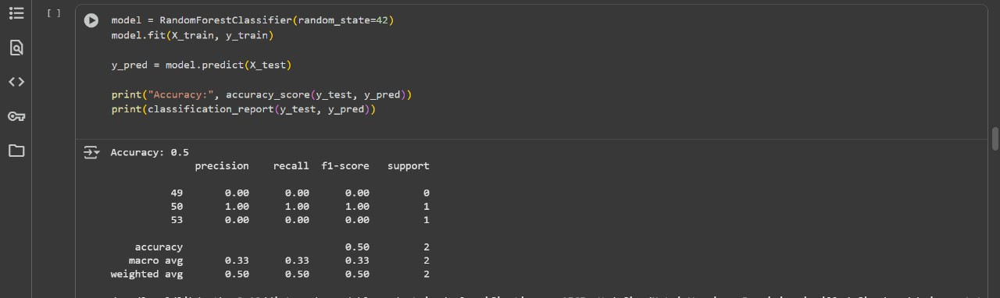 [ ]
model = RandomForestClassifier(random_state=42)
model.fit(X_train, y_train)
y_pred = model.predict(X_test)
print("Accuracy:", accuracy_score(y_test, y_pred))
print(classification_report(y_test, y_pred))
Accuracy: 0.5
precision recall f1-score support
49 0.00 0.00 0.00 0
50 1.00 1.00 1.00 1
53 0.00 0.00 0.00 1
accuracy 0.50 2
macro avg 0.33 0.33 0.33 2
weighted avg 0.50 0.50 0.50 2